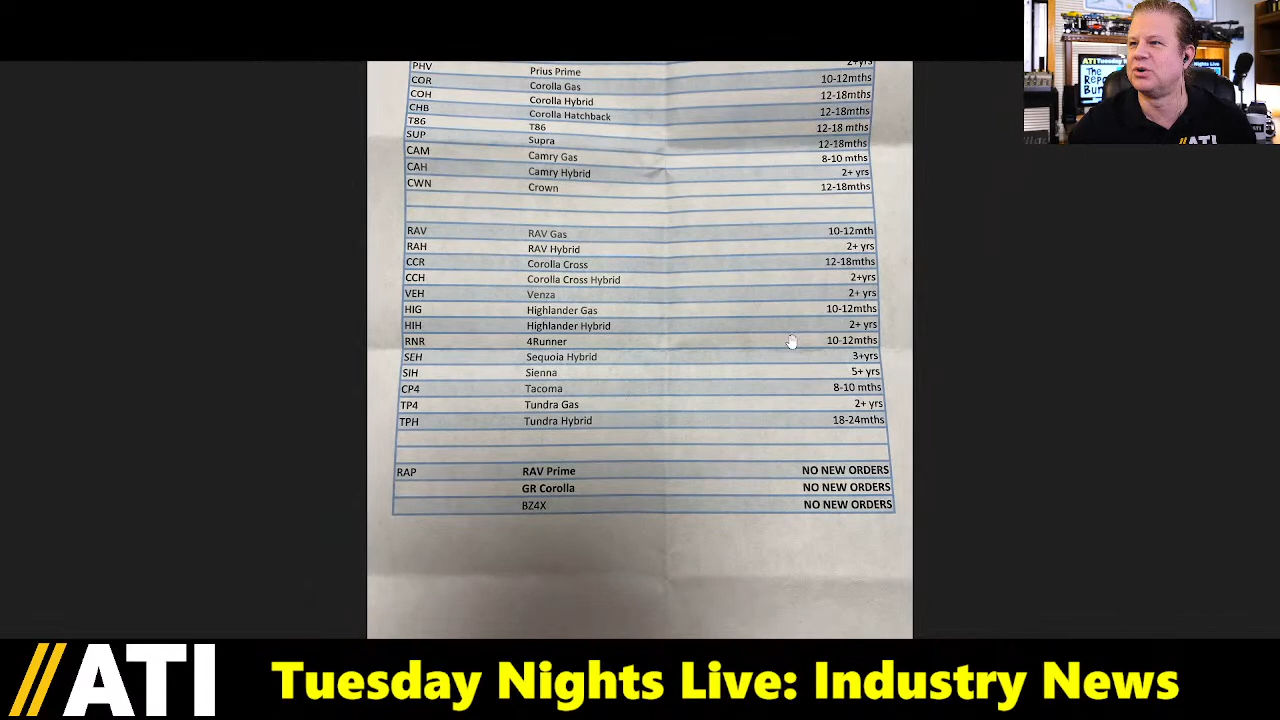 PHV Prius Prime 2+yrs
COR Corolla Gas 10-12mths
COH Corolla Hybrid 12-18mths
CHB Corolla Hatchback 12-18mths
T86 T86 12-18 mths
SUP Supra 12-18mths
CAM Camry Gas 8-10 mths
CAH Camry Hybrid 2+ yrs
CWN Crown 12-18mths
RAV RAV Gas 10-12mth
RAH RAV Hybrid 2+ yrs
CCR Corolla Cross 12-18mths
CCH Corolla Cross Hybrid 2+yrs
VEH Venza 2+ yrs
HIG Highlander Gas 10-12mths
HIH Highlander Hybrid 2+ yrs
RNR 4Runner 10-12mths
SEH Sequoia Hybrid 3+yrs
SIH Sienna 5+ yrs
CP4 Tacoma 8-10 mths
TP4 Tundra Gas 2+ yrs
TPH Tundra Hybrid 18-24mths
RAP RAV Prime NO NEW ORDERS
GR Corolla NO NEW ORDERS
BZ4X NO NEW ORDERS
ATI
The
ATI
ATI
Tuesday Nights Live: Industry News